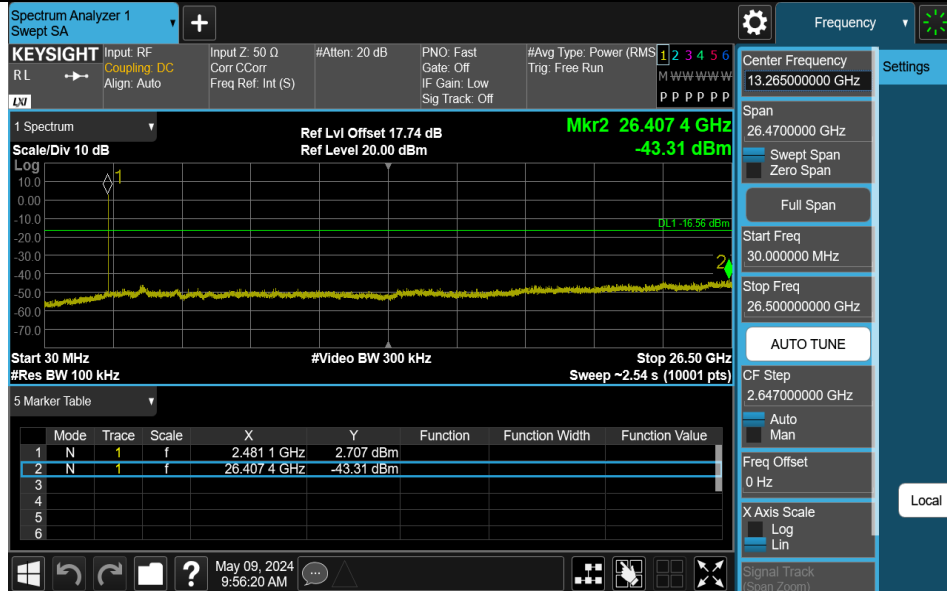 Spectrum Analyzer 1
Swept SA
+
Frequency
Settings
KEYSIGHT
RL
LXI
Input: RF
Coupling: DC
Align: Auto
Input Z: 50 Ω
Corr CCorr
Freq Ref: Int (S)
#Atten: 20 dB
PNO: Fast
Gate: Off
IF Gain: Low
Sig Track: Off
#Avg Type: Power (RMS
Trig: Free Run
1 2 3 4 5 6
M W W W W W
P P P P P P
1 Spectrum
Scale/Div 10 dB
Ref Lvl Offset 17.74 dB
Ref Level 20.00 dBm
Mkr2 26.407 4 GHz
-43.31 dBm
Log
10.0
0.00
-10.0
-20.0
-30.0
-40.0
-50.0
-60.0
-70.0
1
DL1 -16.56 dBm
2
Start 30 MHz
#Res BW 100 kHz
#Video BW 300 kHz
Stop 26.50 GHz
Sweep ~2.54 s (10001 pts)
5 Marker Table
Mode Trace Scale X Y Function Function Width Function Value
1 N 1 f 2.481 1 GHz 2.707 dBm
2 N 1 f 26.407 4 GHz -43.31 dBm
3
4
5
6
Center Frequency
13.265000000 GHz
Span
26.4700000 GHz
Swept Span
Zero Span
Full Span
Start Freq
30.000000 MHz
Stop Freq
26.500000000 GHz
AUTO TUNE
CF Step
2.647000000 GHz
Auto
Man
Freq Offset
0 Hz
X Axis Scale
Log
Lin
Signal Track
(Span Zoom)
Local
?
May 09, 2024
9:56:20 AM